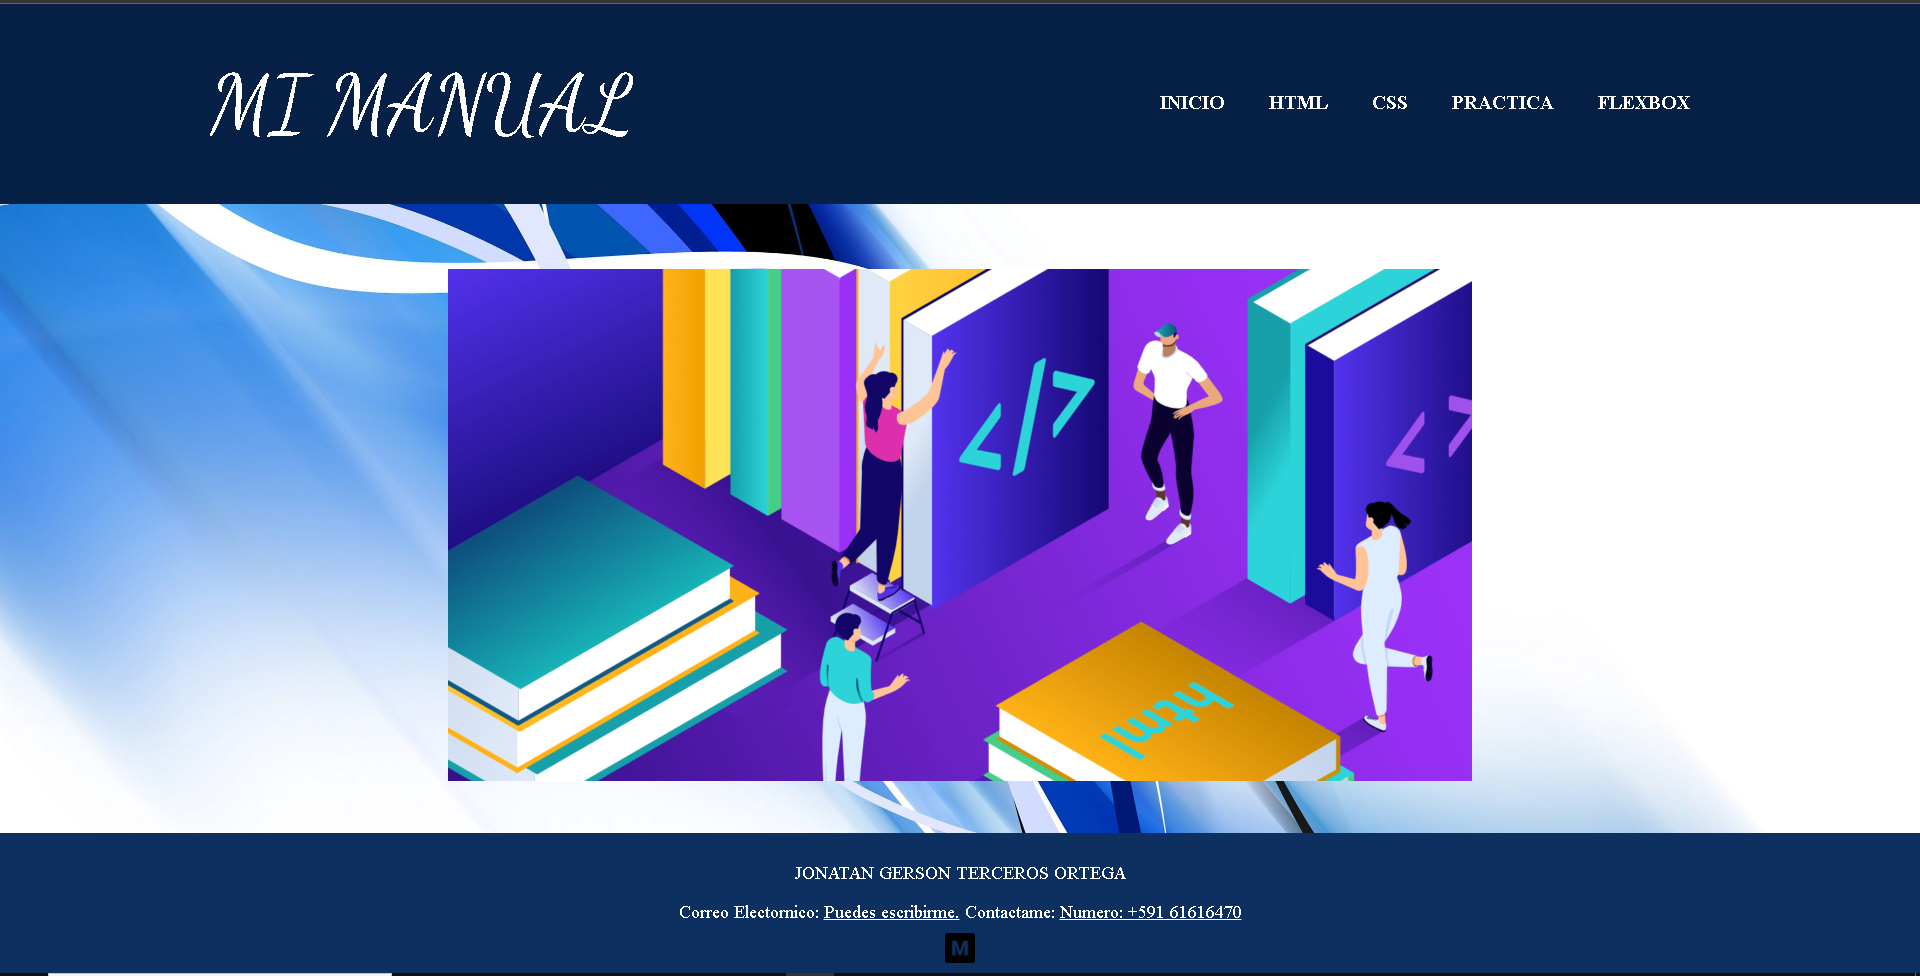 MI MANUAL
INICIO HTML CSS PRACTICA FLEXBOX
</>
</>
html
JONATAN GERSON TERCEROS ORTEGA
Correo Electornico: Puedes escribirme. Contactame: Numero: +591 61616470
M